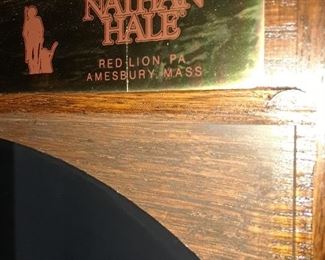 NATHAN
HALE
RED LION, PA.
AMESBURY, MASS.